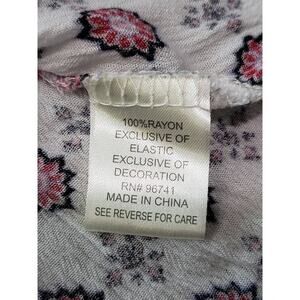 100%RAYON
EXCLUSIVE OF
ELASTIC
EXCLUSIVE OF
DECORATION
RN# 96741
MADE IN CHINA
SEE REVERSE FOR CARE